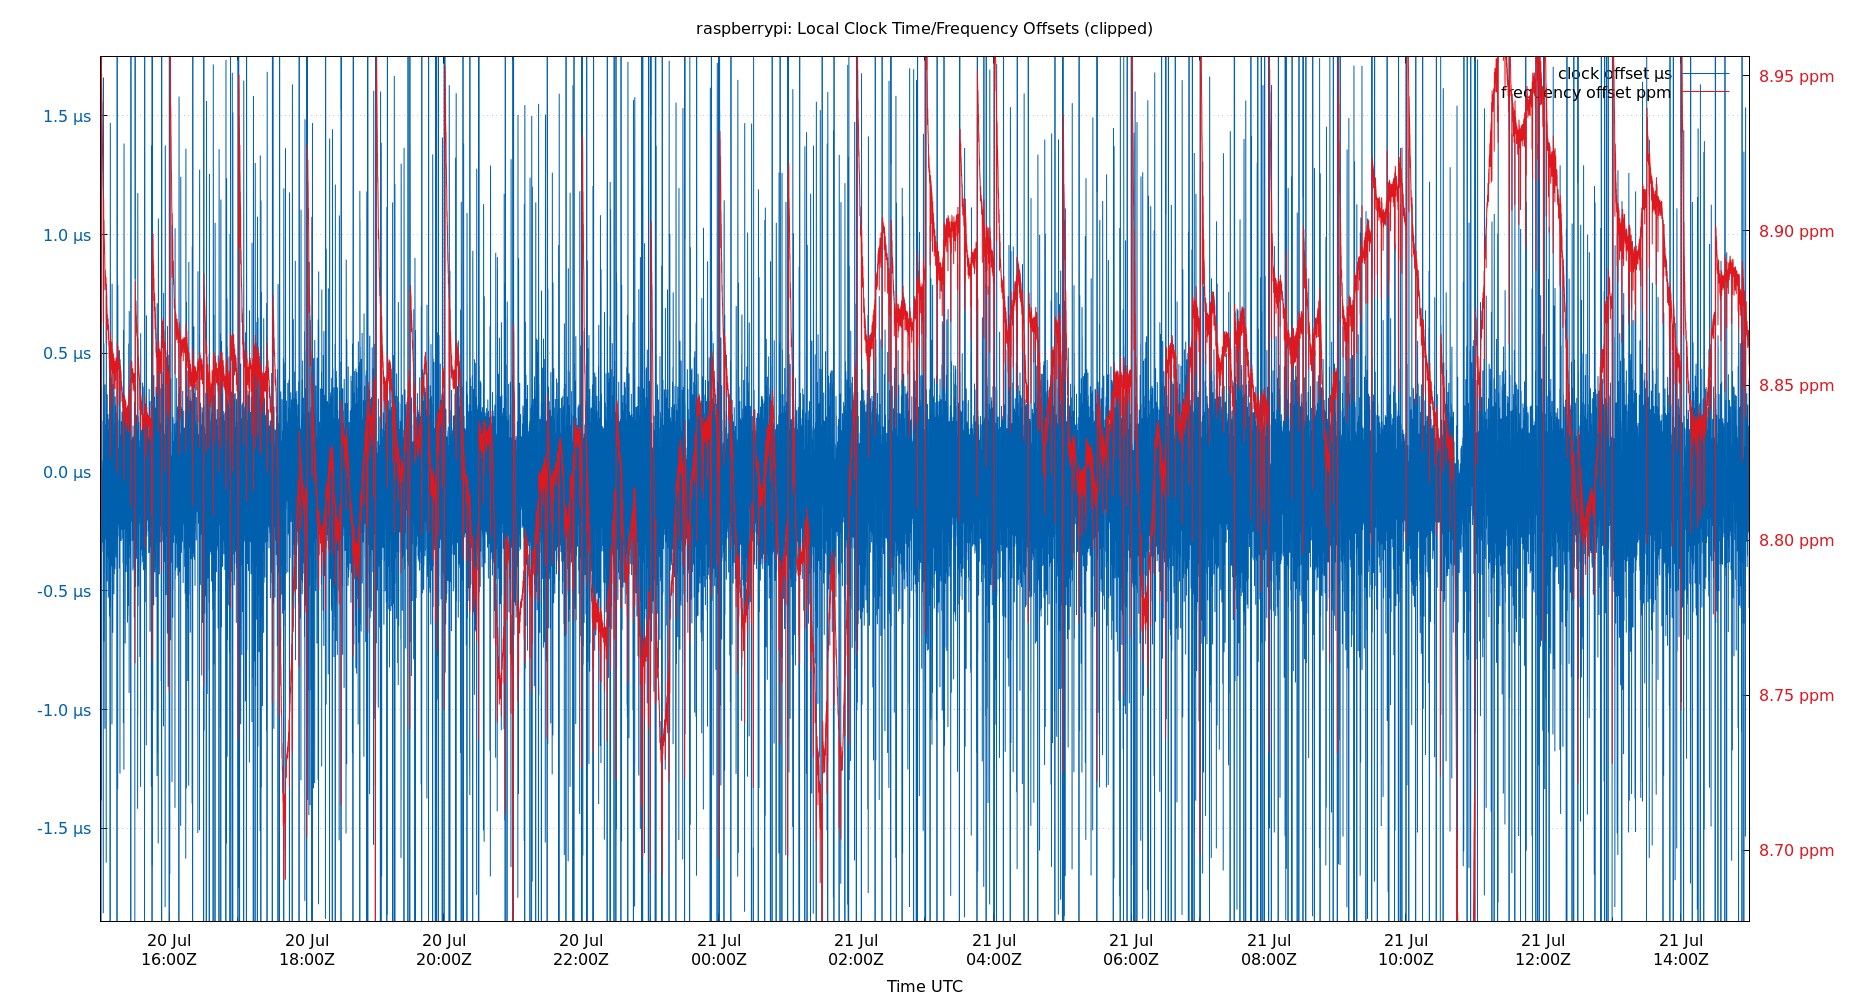 raspberrypi: Local Clock Time/Frequency Offsets (clipped)
clock offset µs
frequency offset ppm
1.5 µs
1.0 µs
0.5 µs
0.0 µs
-0.5 µs
-1.0 µs
-1.5 µs
8.95 ppm
8.90 ppm
8.85 ppm
8.80 ppm
8.75 ppm
8.70 ppm
20 Jul 20 Jul 20 Jul 20 Jul 21 Jul 21 Jul 21 Jul 21 Jul 21 Jul 21 Jul 21 Jul 21 Jul
16:00Z 18:00Z 20:00Z 22:00Z 00:00Z 02:00Z 04:00Z 06:00Z 08:00Z 10:00Z 12:00Z 14:00Z
Time UTC